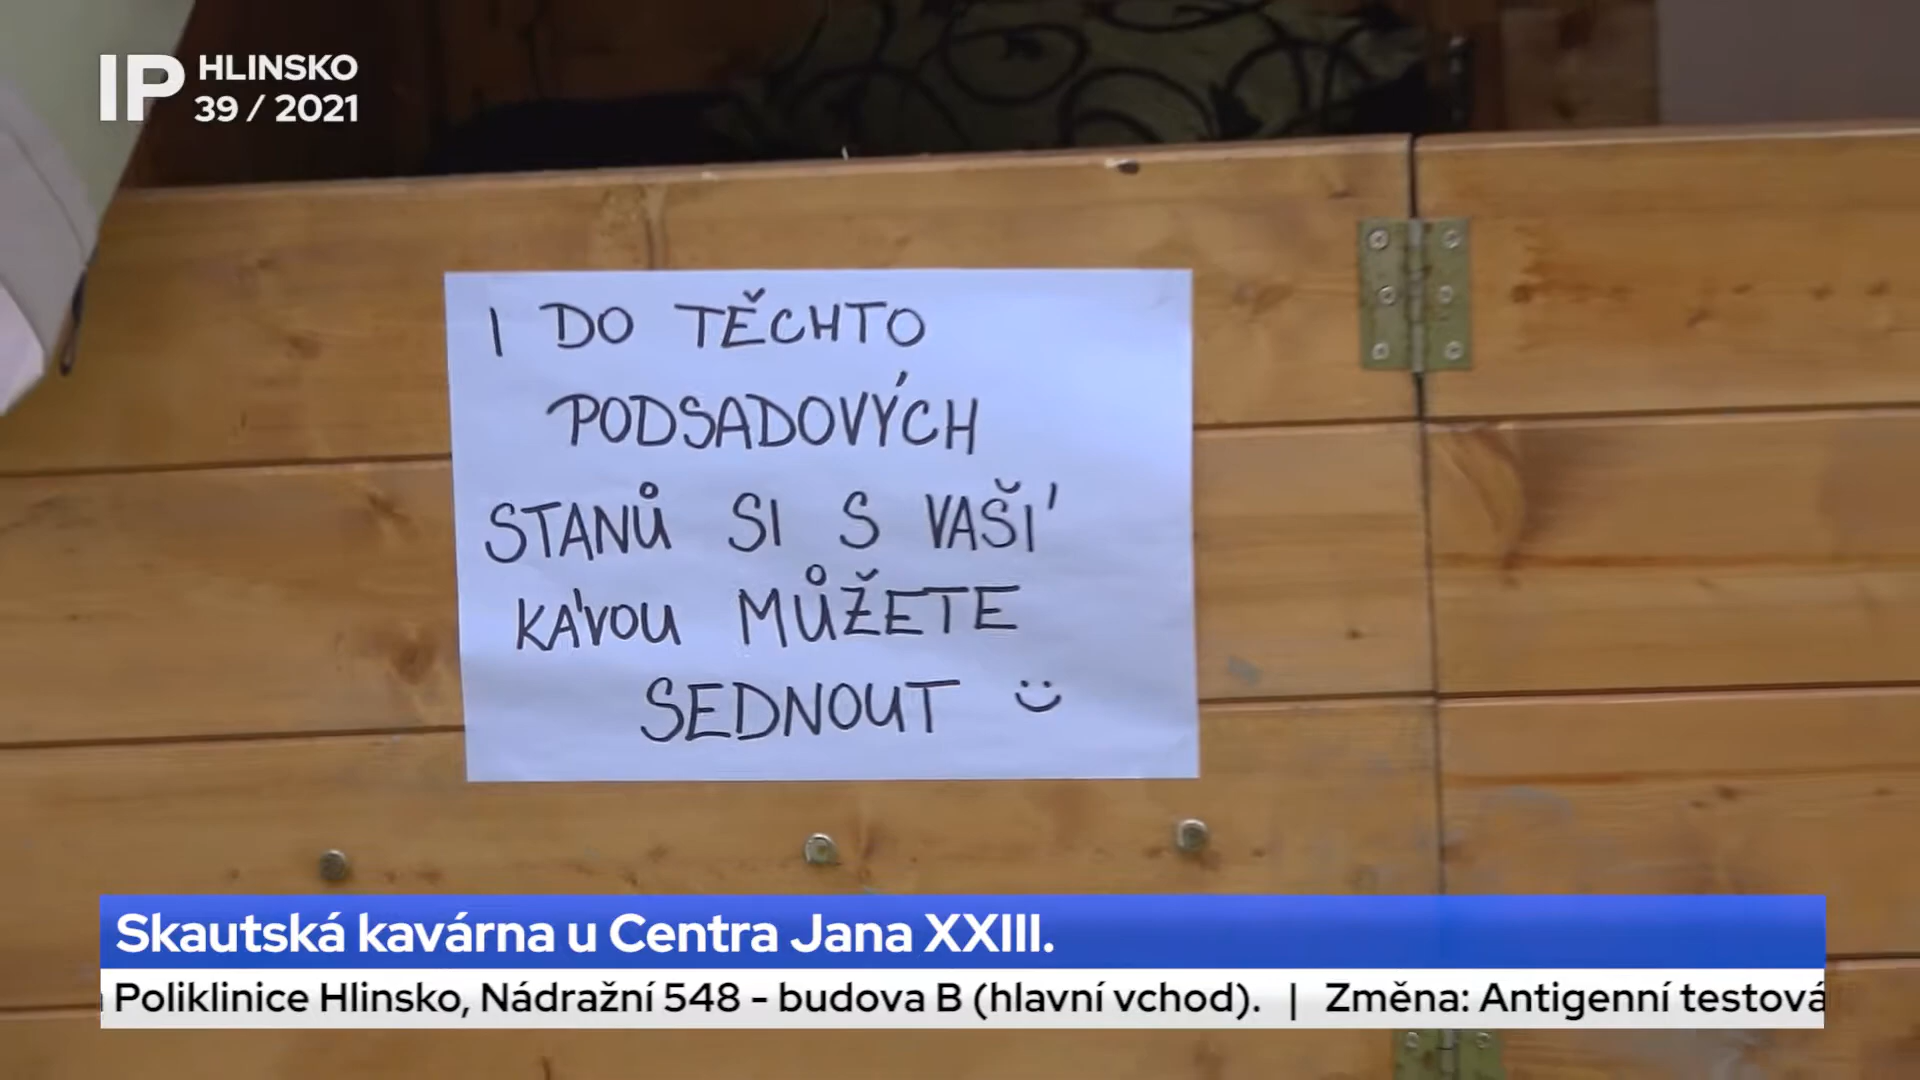 IP HLINSKO
39 / 2021
I DO TĚCHTO
PODSADOVÝCH
STANŮ SI S VAŠÍ
KÁVOU MŮŽETE
SEDNOUT
Skautská kavárna u Centra Jana XXIII.
Poliklinice Hlinsko, Nádražní 548 - budova B (hlavní vchod). | Změna: Antigenní testová